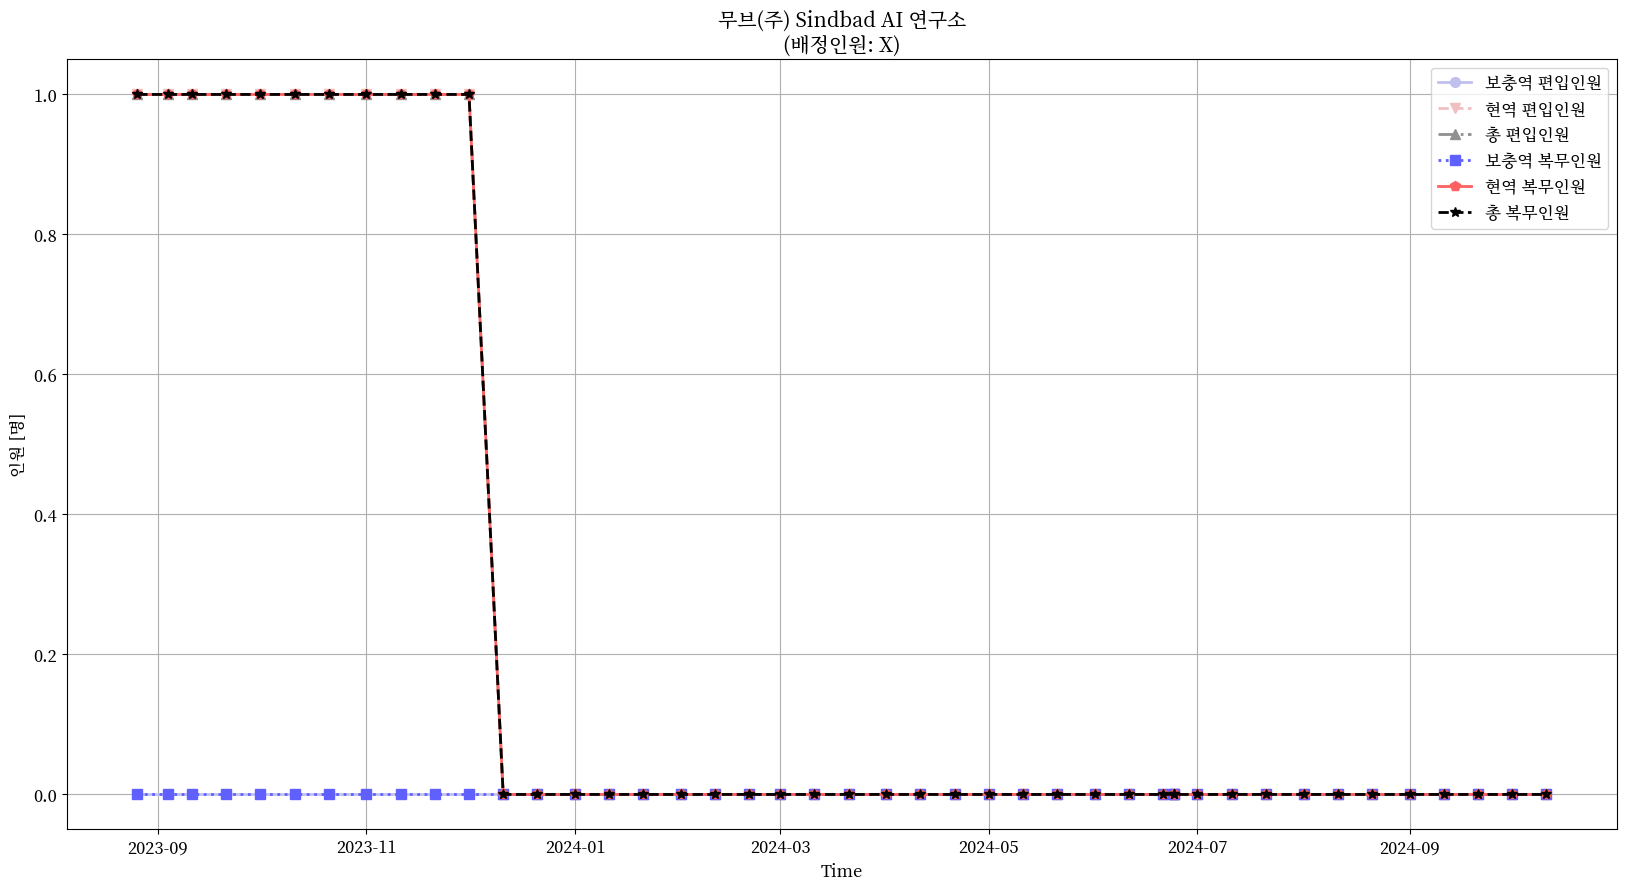 무브(주) Sindbad AI 연구소
(배정인원: X)
보충역 편입인원
현역 편입인원
총 편입인원
보충역 복무인원
현역 복무인원
총 복무인원
인원 [명]
1.0
0.8
0.6
0.4
0.2
0.0
2023-09
2023-11
2024-01
2024-03
2024-05
2024-07
2024-09
Time